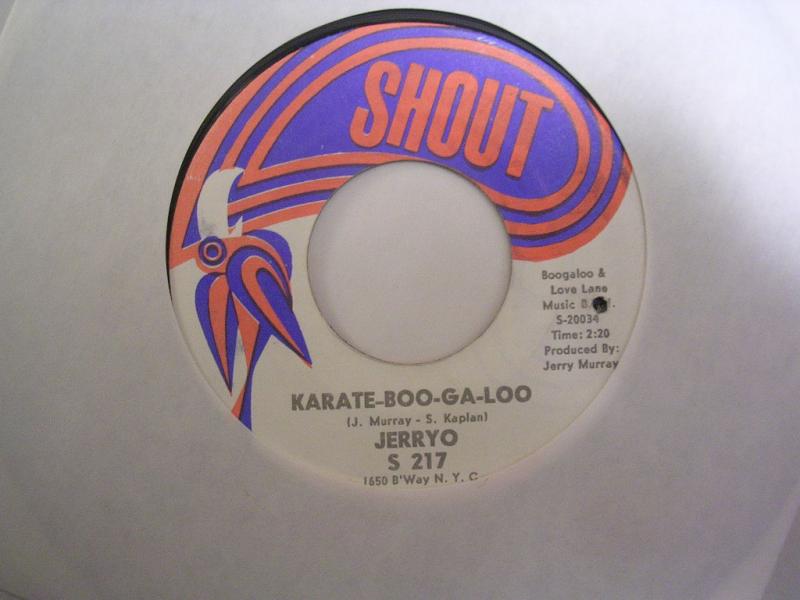 SHOUT
Boogaloo &
Love Lane
Music
S-20034
Time: 2:20
Produced By:
Jerry Murray
KARATE-BOO-GA-LOO
(J. Murray - S. Kaplan)
JERRYO
S 217
1650 B'Way N. Y. C